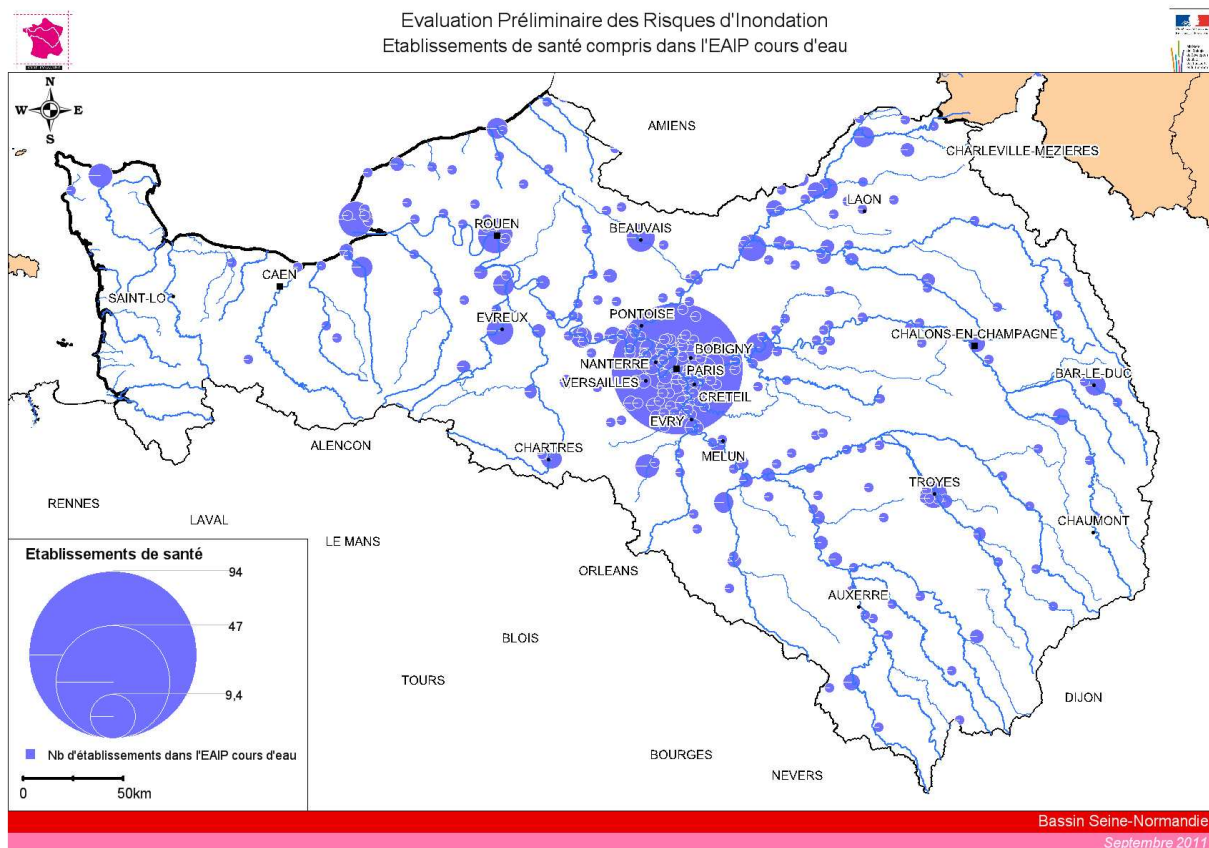 Evaluation Préliminaire des Risques d'Inondation
Etablissements de santé compris dans l'EAIP cours d'eau
N
W E
S
AMIENS
CHARLEVILLE-MEZIERES
LAON
ROUEN
BEAUVAIS
CAEN
SAINT-LO
PONTOISE
EVREUX
CHALONS-EN-CHAMPAGNE
BOBIGNY
NANTERRE
PARIS
BAR-LE-DUC
VERSAILLES
CRETEIL
EVRY
ALENCON
CHARTRES
MELUN
TROYES
RENNES
LAVAL
CHAUMONT
LE MANS
ORLEANS
AUXERRE
BLOIS
TOURS
DIJON
BOURGES
NEVERS
Etablissements de santé
94
47
9,4
Nb d'établissements dans l'EAIP cours d'eau
0 50km
Bassin Seine-Normandie
Septembre 2011